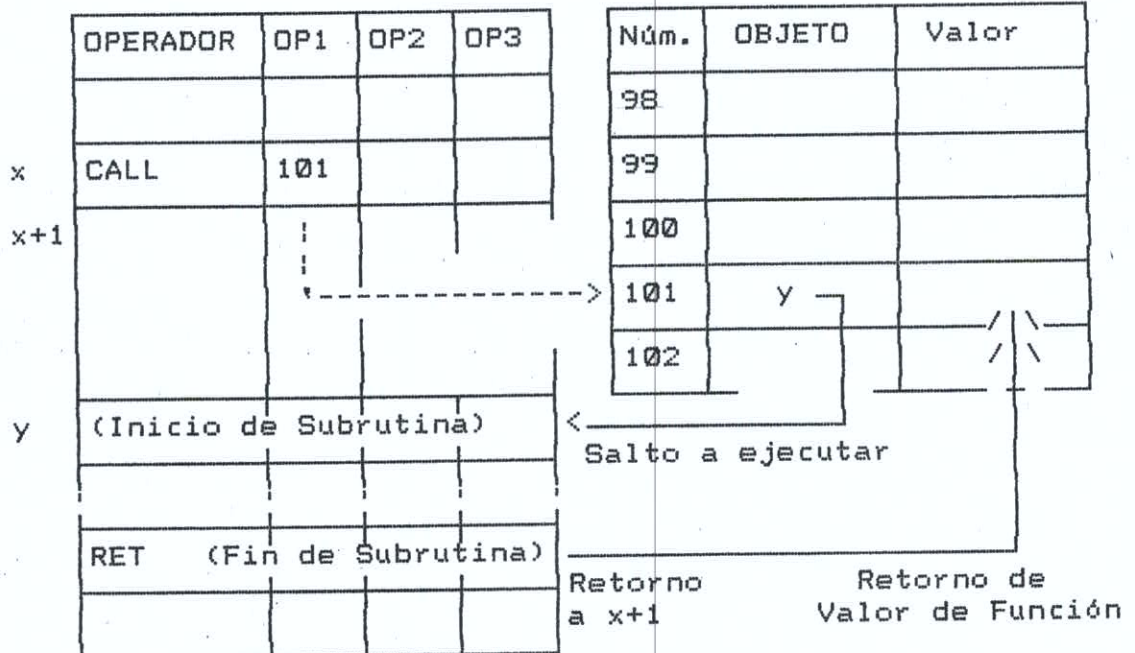 OPERADOR OP1 OP2 OP3 Núm. OBJETO Valor
98
x CALL 101 99
x+1 100
101 y
102
y (Inicio de Subrutina)
Salto a ejecutar
RET (Fin de Subrutina)
Retorno a x+1
Retorno de
Valor de Función